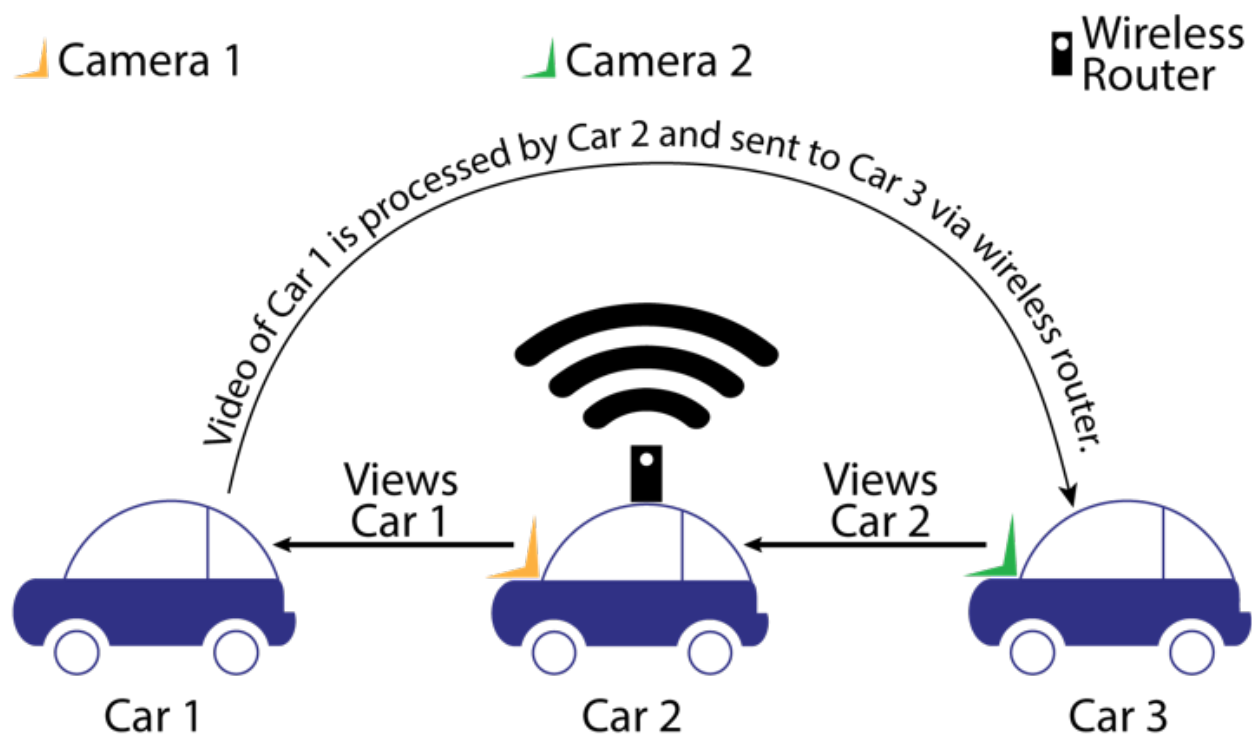 Camera 1
Camera 2
Wireless
Router
Video of Car 1 is processed by Car 2 and sent to Car 3 via wireless router.
Views
Car 1
Views
Car 2
Car 1
Car 2
Car 3